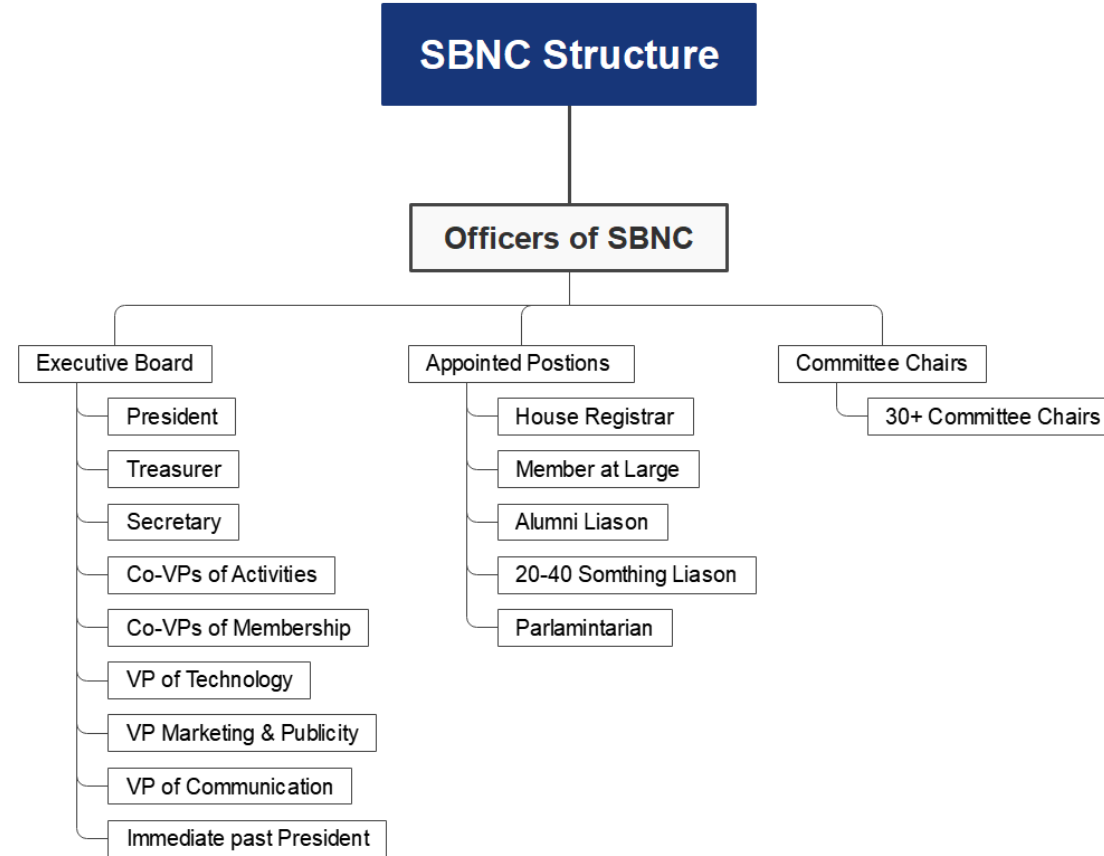 SBNC Structure
Officers of SBNC
Executive Board
President
Treasurer
Secretary
Co-VPs of Activities
Co-VPs of Membership
VP of Technology
VP Marketing & Publicity
VP of Communication
Immediate past President
Appointed Postions
House Registrar
Member at Large
Alumni Liason
20-40 Somthing Liason
Parlamintarian
Committee Chairs
30+ Committee Chairs